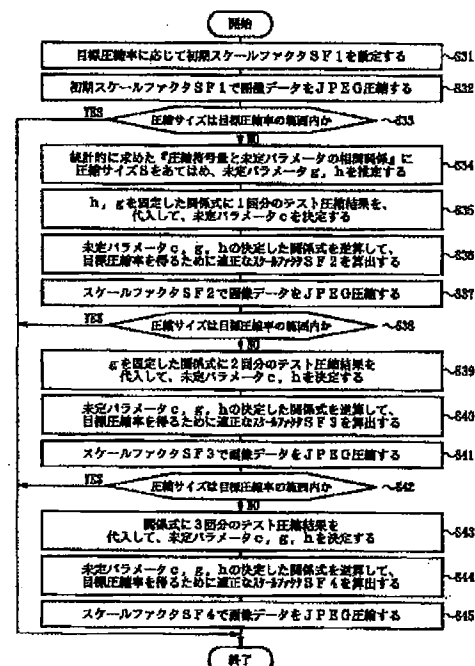 開始
目標圧縮率に応じて初期スケールファクタSF1を設定する
S31
初期スケールファクタSF1で画像データをJPEG圧縮する
S32
YES
圧縮サイズは目標圧縮率の範囲内か
S33
NO
統計的に求めた『圧縮符号量と未定パラメータの相関関係』に
圧縮サイズSをあてはめ、未定パラメータg, hを推定する
S34
h, gを固定した関係式に1回分のテスト圧縮結果を、
代入して、未定パラメータcを決定する
S35
未定パラメータc, g, hの決定した関係式を逆算して、
目標圧縮率を得るために適正なスケールファクタSF2を算出する
S36
スケールファクタSF2で画像データをJPEG圧縮する
S37
YES
圧縮サイズは目標圧縮率の範囲内か
S38
NO
gを固定した関係式に2回分のテスト圧縮結果を
代入して、未定パラメータc, hを決定する
S39
未定パラメータc, g, hの決定した関係式を逆算して、
目標圧縮率を得るために適正なスケールファクタSF3を算出する
S40
スケールファクタSF3で画像データをJPEG圧縮する
S41
YES
圧縮サイズは目標圧縮率の範囲内か
S42
NO
関係式に3回分のテスト圧縮結果を
代入して、未定パラメータc, g, hを決定する
S43
未定パラメータc, g, hの決定した関係式を逆算して、
目標圧縮率を得るために適正なスケールファクタSF4を算出する
S44
スケールファクタSF4で画像データをJPEG圧縮する
S45
終了